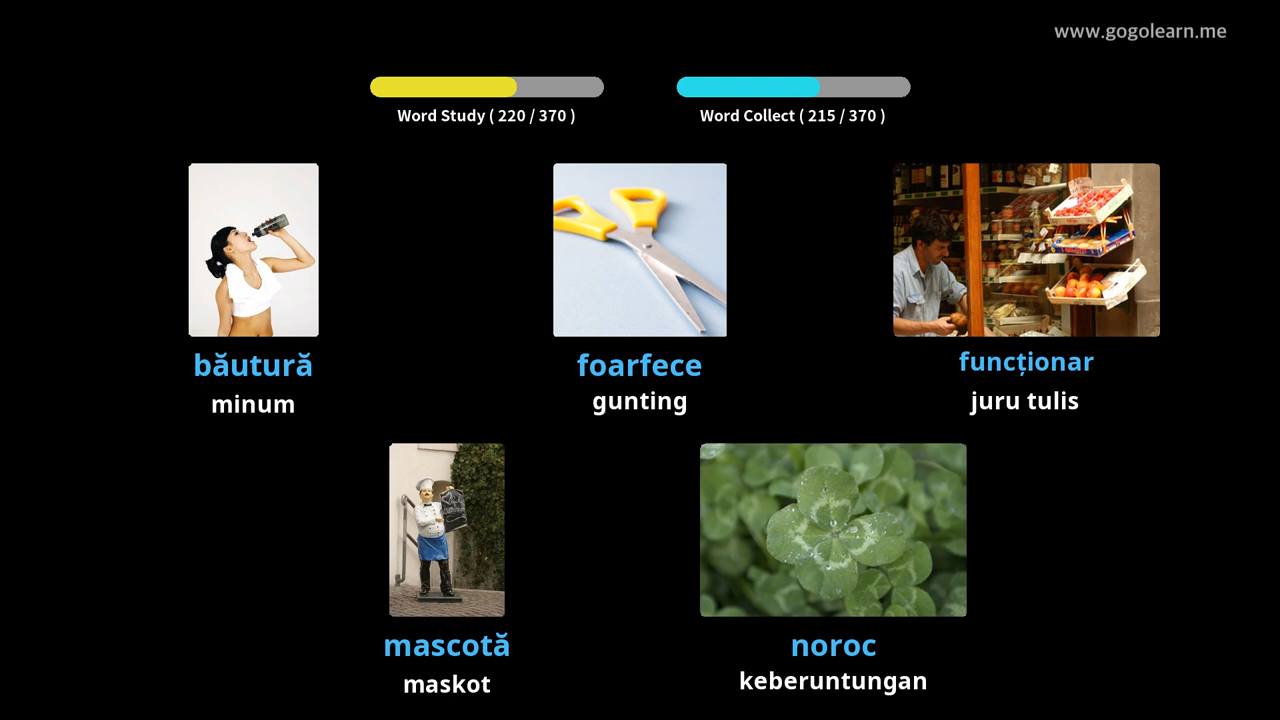 www.gogolearn.me
Word Study ( 220 / 370 )
Word Collect ( 215 / 370 )
băutură
minum
foarfece
gunting
funcționar
juru tulis
mascotă
maskot
noroc
keberuntungan